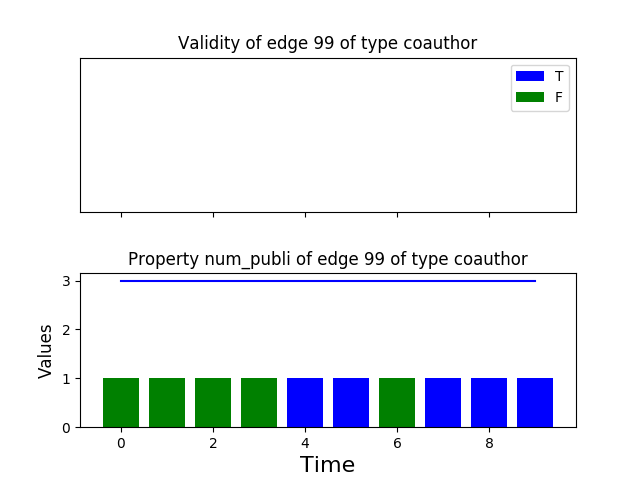 Validity of edge 99 of type coauthor
T
F
Property num_publi of edge 99 of type coauthor
3
2
1
0
Values
0 2 4 6 8
Time